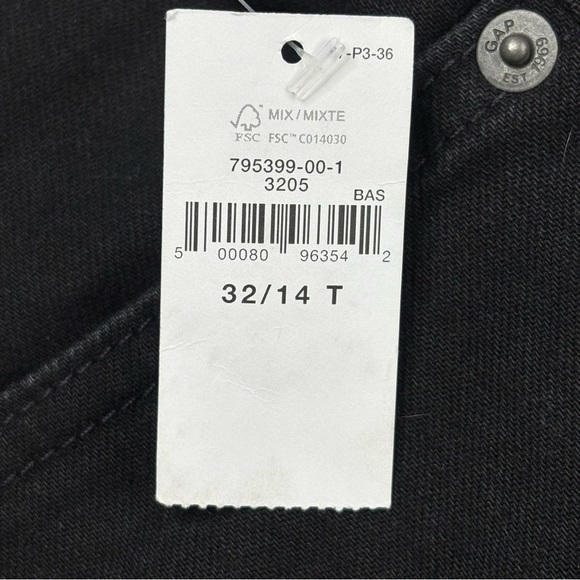 -P3-36
MIX/MIXTE
FSC FSC™ C014030
795399-00-1
3205
BAS
5 00080 96354 2
32/14 T
GAP
EST. 1969